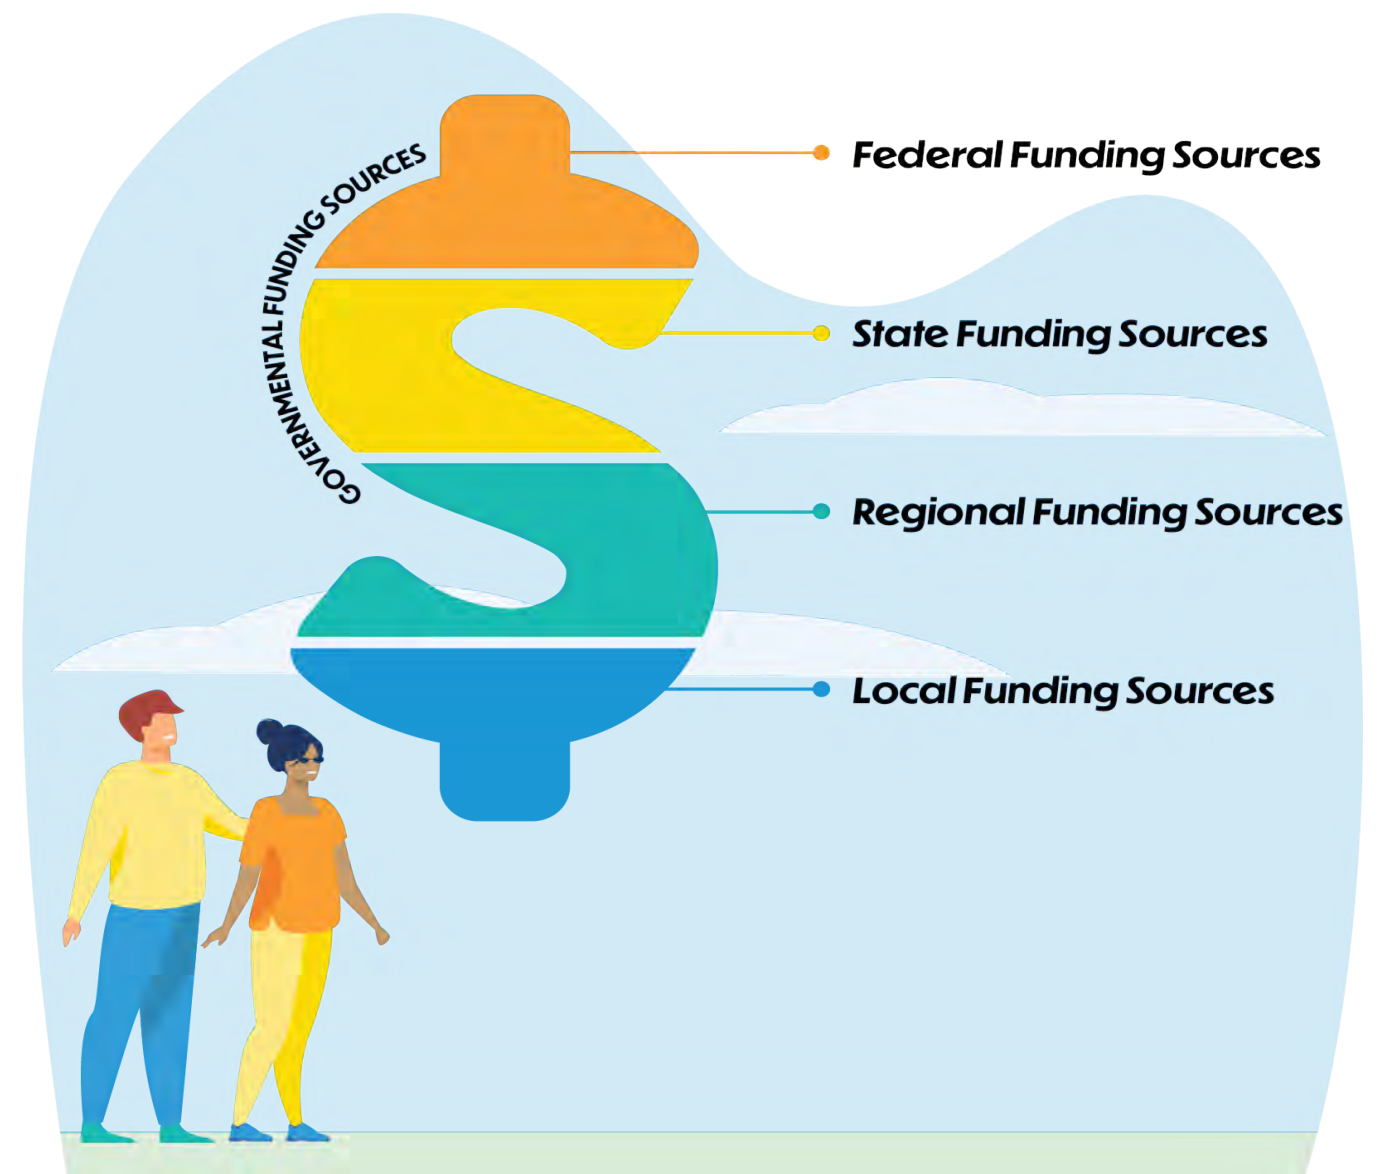 GOVERNMENTAL FUNDING SOURCES
Federal Funding Sources
State Funding Sources
Regional Funding Sources
Local Funding Sources